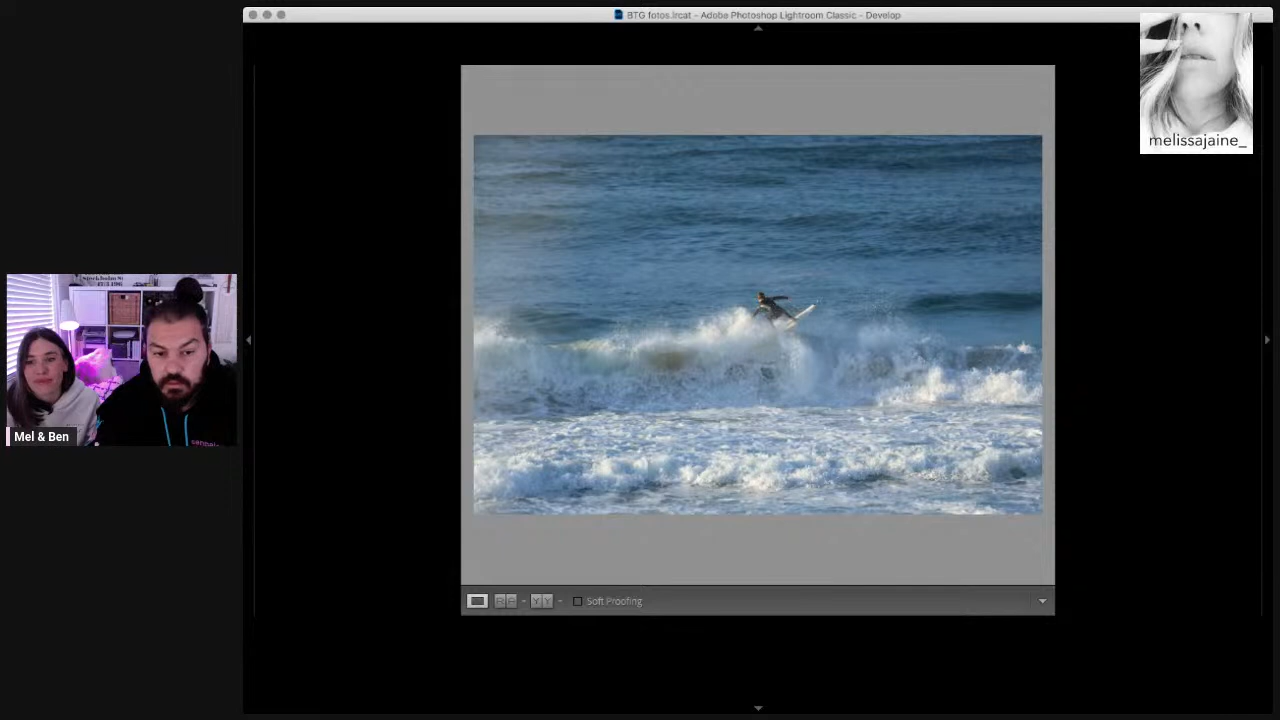 BTG fotos.lrcat - Adobe Photoshop Lightroom Classic - Develop
melissajaine_
Mel & Ben
Soft Proofing